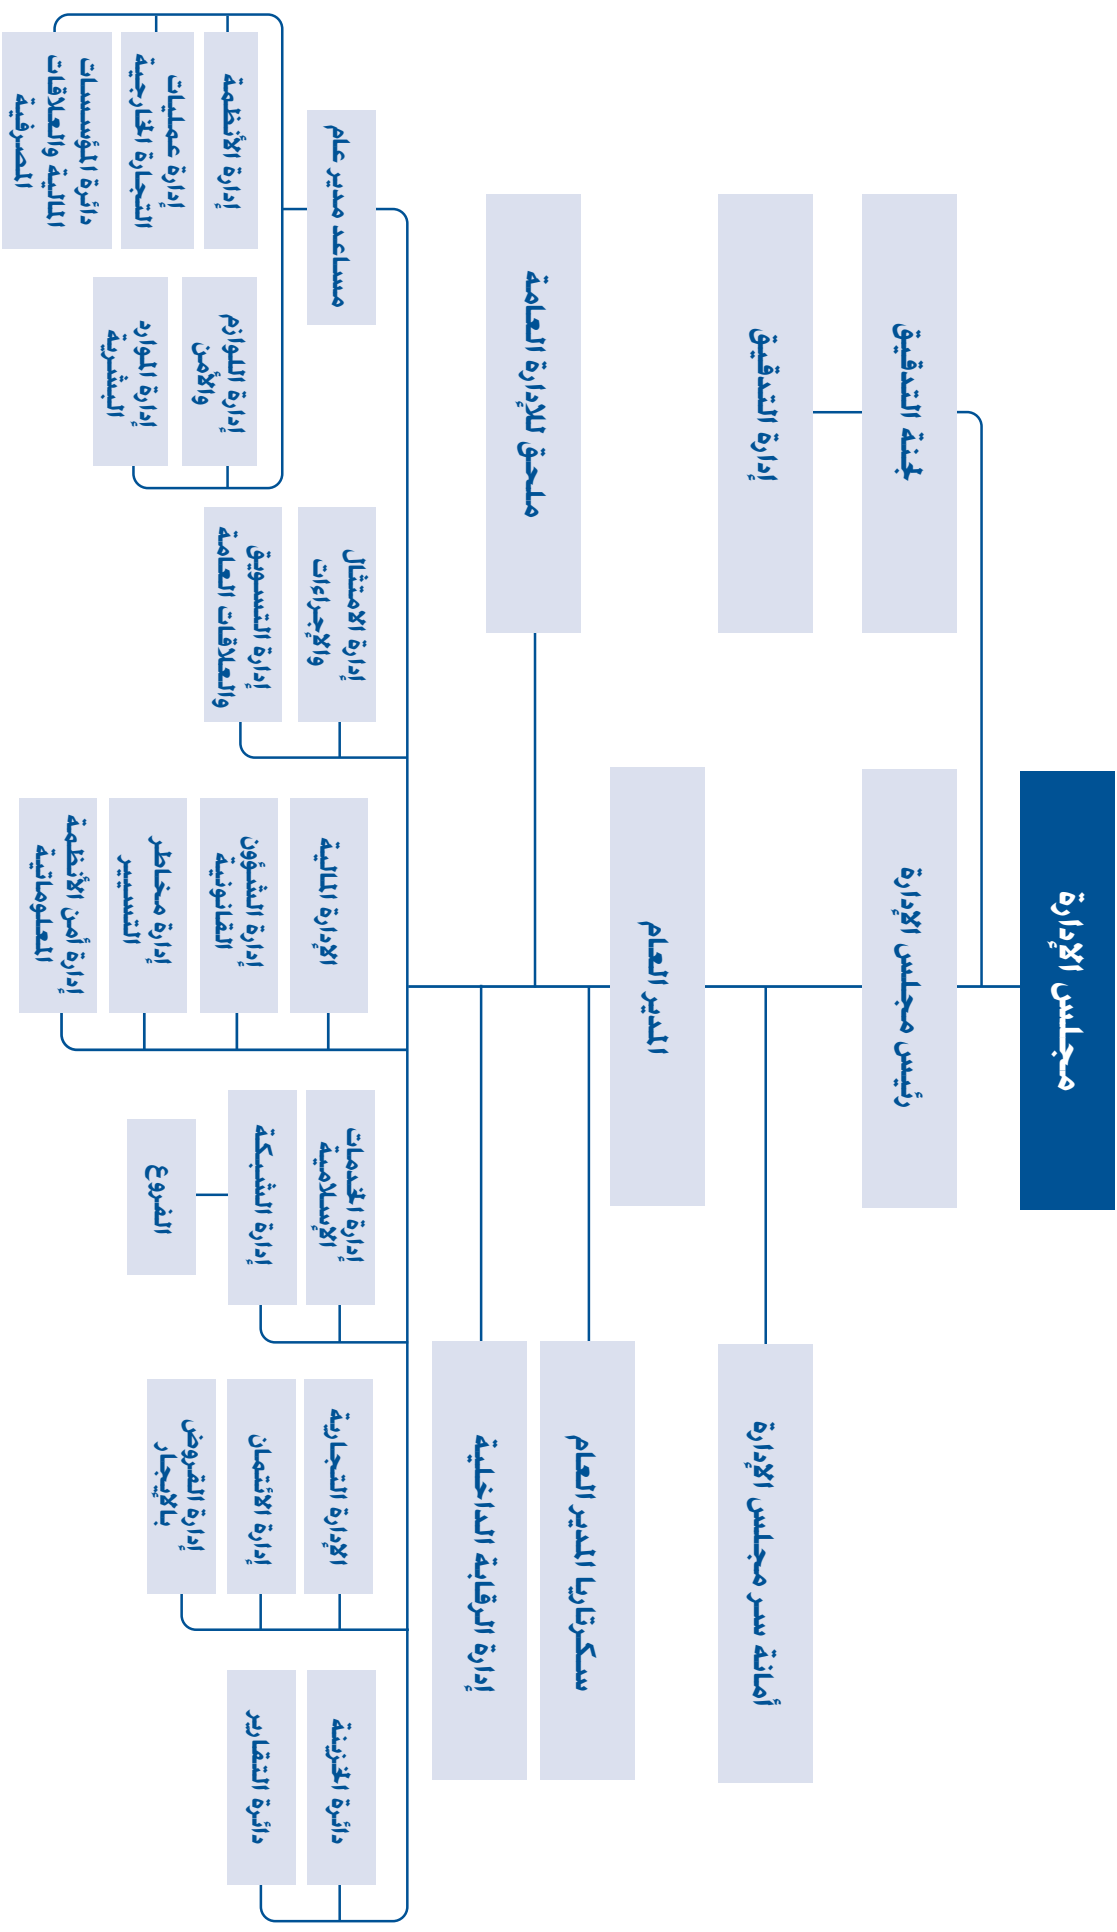 مجلس الإدارة
رئيس مجلس الإدارة
لجنة التدقيق
إدارة التدقيق
أمانة سر مجلس الإدارة
المدير العام
سكرتاريا المدير العام
ملحق للإدارة العامة
إدارة الرقابة الداخلية
دائرة الخزينة
دائرة التقارير
الإدارة التجارية
إدارة الائتمان
إدارة القروض
بالإيجار
إدارة الخدمات
الإسلامية
إدارة الشبكة
الفروع
الإدارة المالية
إدارة الشؤون
القانونية
إدارة مخاطر
التسيير
إدارة أمن الأنظمة
المعلوماتية
إدارة الامتثال
والإجراءات
إدارة التسويق
والعلاقات العامة
مساعد مدير عام
إدارة اللوازم
والأمن
إدارة الموارد
البشرية
إدارة الأنظمة
إدارة عمليات
التجارة الخارجية
دائرة المؤسسات
المالية والعلاقات
المصرفية